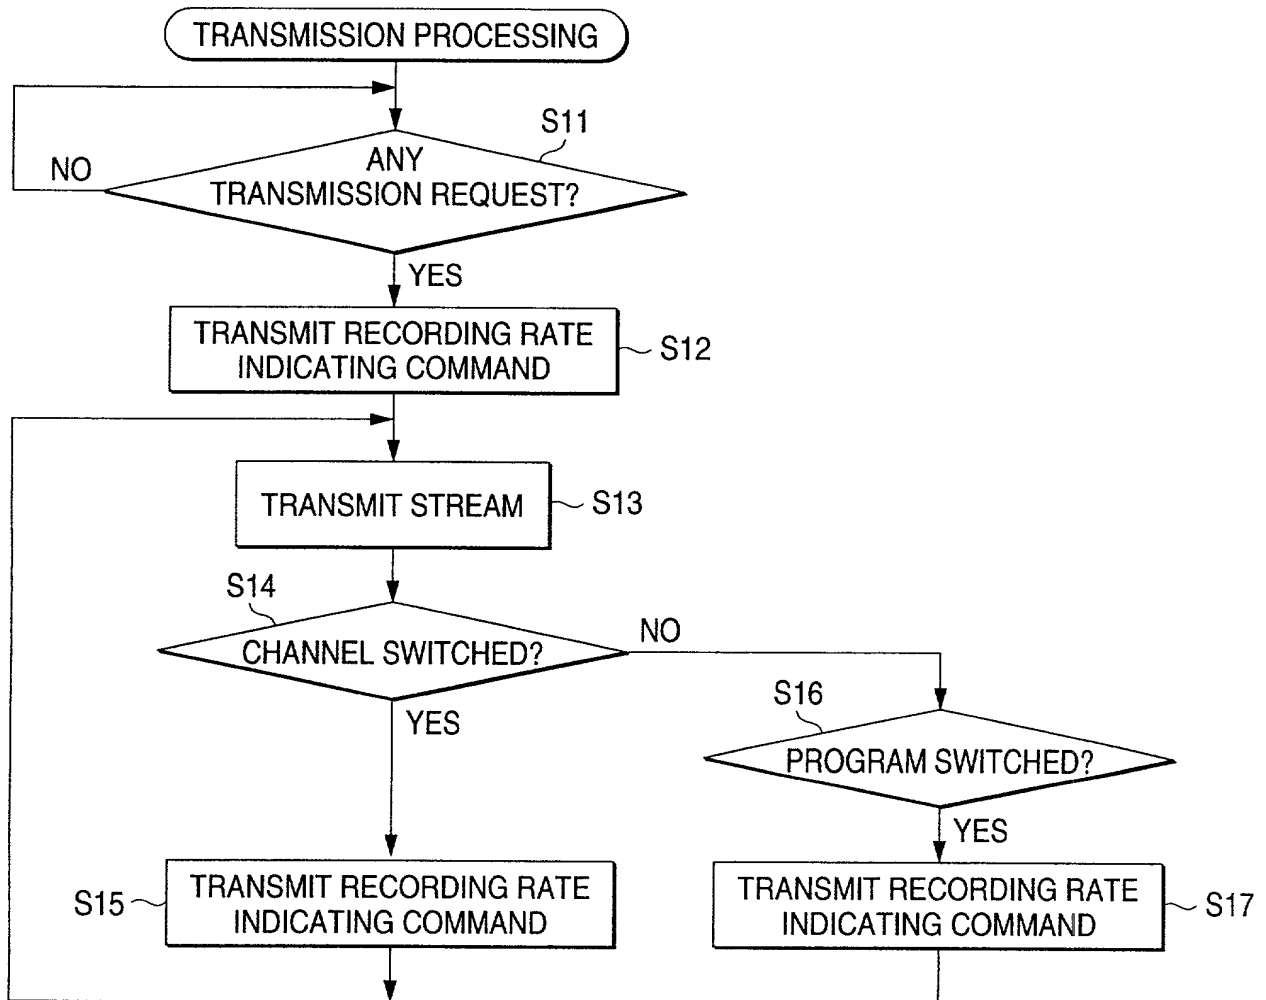 TRANSMISSION PROCESSING
S11
ANY
TRANSMISSION REQUEST?
NO
YES
TRANSMIT RECORDING RATE
INDICATING COMMAND
S12
TRANSMIT STREAM
S13
S14
CHANNEL SWITCHED?
NO
YES
S16
PROGRAM SWITCHED?
YES
S15
TRANSMIT RECORDING RATE
INDICATING COMMAND
TRANSMIT RECORDING RATE
INDICATING COMMAND
S17